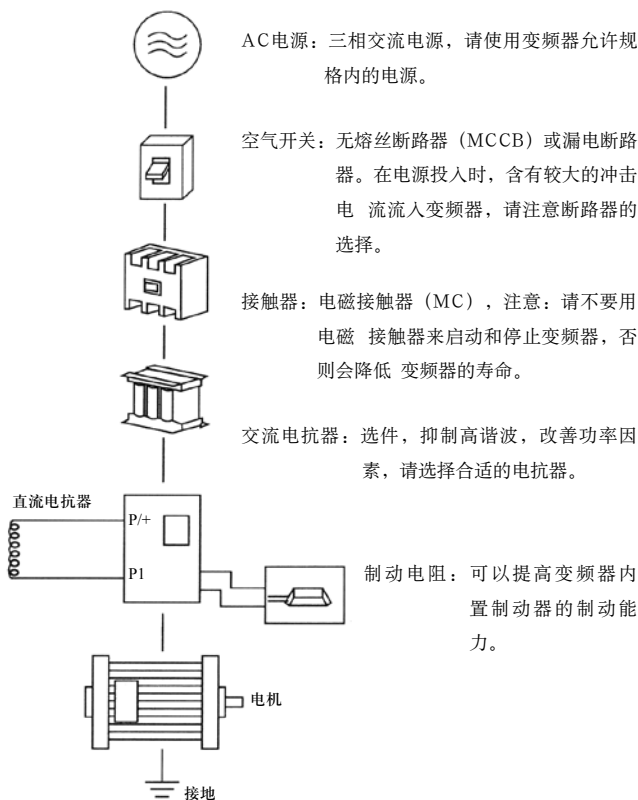 AC电源：三相交流电源，请使用变频器允许规
格内的电源。
空气开关：无熔丝断路器（MCCB）或漏电断路
器。在电源投入时，含有较大的冲击
电 流流入变频器，请注意断路器的
选择。
接触器：电磁接触器（MC），注意：请不要用
电磁 接触器来启动和停止变频器，否
则会降低 变频器的寿命。
交流电抗器：选件，抑制高谐波，改善功率因
素，请选择合适的电抗器。
直流电抗器
P/+
P1
制动电阻：可以提高变频器内
置制动器的制动能
力。
电机
接地